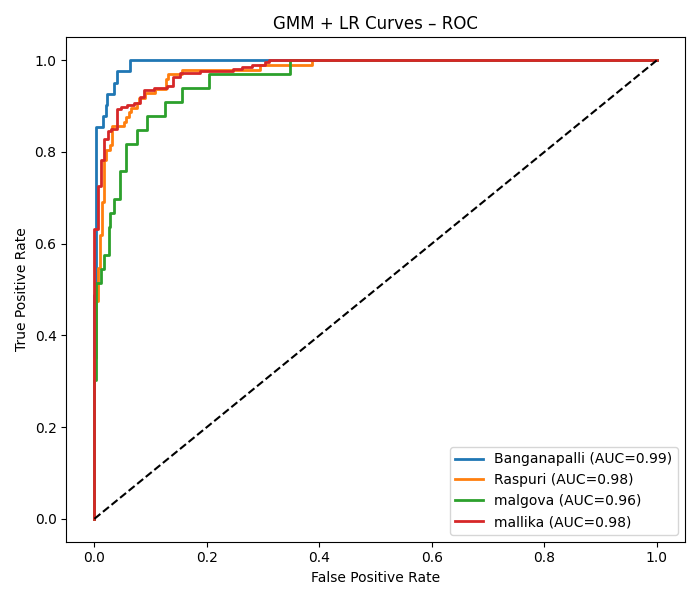 GMM + LR Curves – ROC
True Positive Rate
1.0
0.8
0.6
0.4
0.2
0.0
0.0 0.2 0.4 0.6 0.8 1.0
False Positive Rate
Banganapalli (AUC=0.99)
Raspuri (AUC=0.98)
malgova (AUC=0.96)
mallika (AUC=0.98)